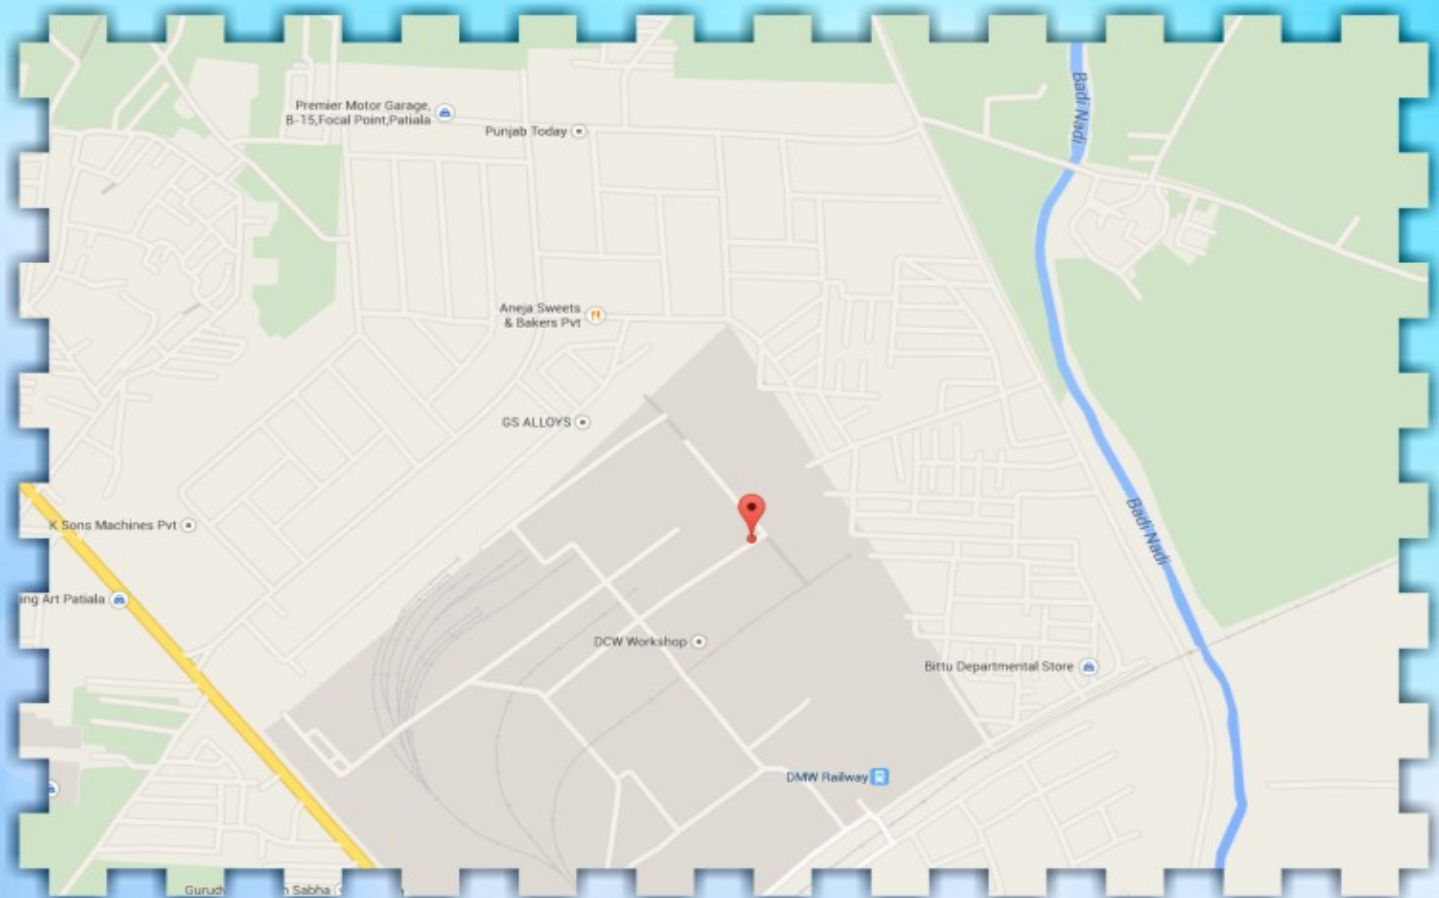 Premier Motor Garage,
B-15,Focal Point,Patiala
Punjab Today
Badi Nadi
Aneja Sweets
& Bakers Pvt
GS ALLOYS
K Sons Machines Pvt
Badi Nadi
Art Patiala
DCW Workshop
Bittu Departmental Store
DMW Railway
Sabha